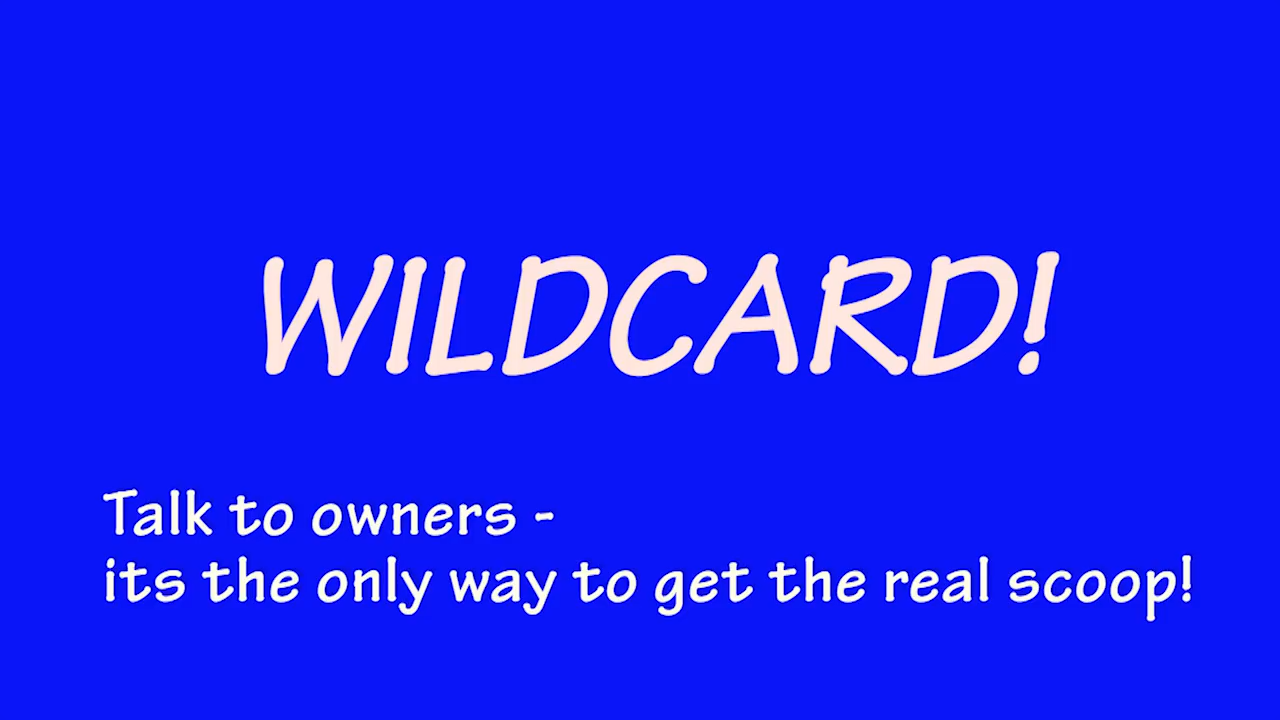 WILDCARD!
Talk to owners -
its the only way to get the real scoop!